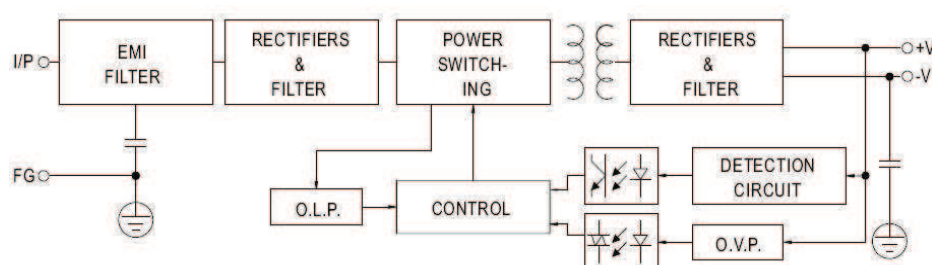 I/P
EMI
FILTER
RECTIFIERS
&
FILTER
POWER
SWITCH-
ING
RECTIFIERS
&
FILTER
+V
-V
FG
O.L.P.
CONTROL
DETECTION
CIRCUIT
O.V.P.